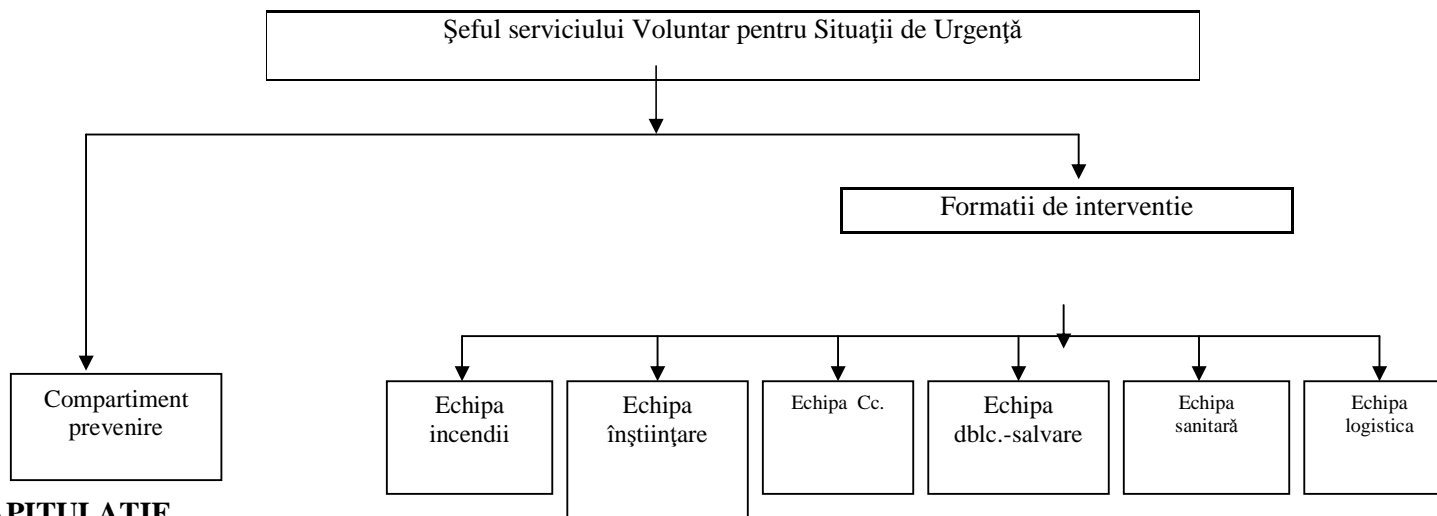 Şeful serviciului Voluntar pentru Situaţii de Urgenţă
Formatii de interventie
Compartiment
prevenire
Echipa
incendii
Echipa
înştiinţare
Echipa Cc.
Echipa
dblc.-salvare
Echipa
sanitară
Echipa
logistica